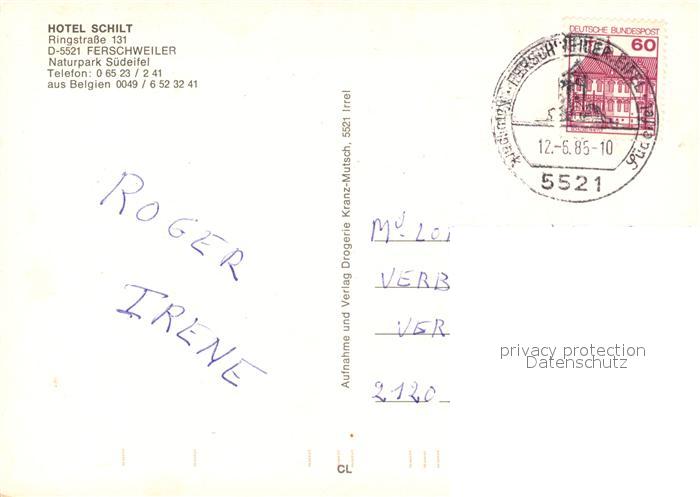 HOTEL SCHILT
Ringstraße 131
D-5521 FERSCHWEILER
Naturpark Südeifel
Telefon: 0 65 23 / 2 41
aus Belgien 0049 / 6 52 32 41
DEUTSCHE BUNDESPOST
60
12.-6.85-10
5521
ROGER
IRENE
Aufnahme und Verlag Drogerie Kranz-Mutsch, 5521 Irrel
VERB
VER
2120
privacy protection
Datenschutz
CL